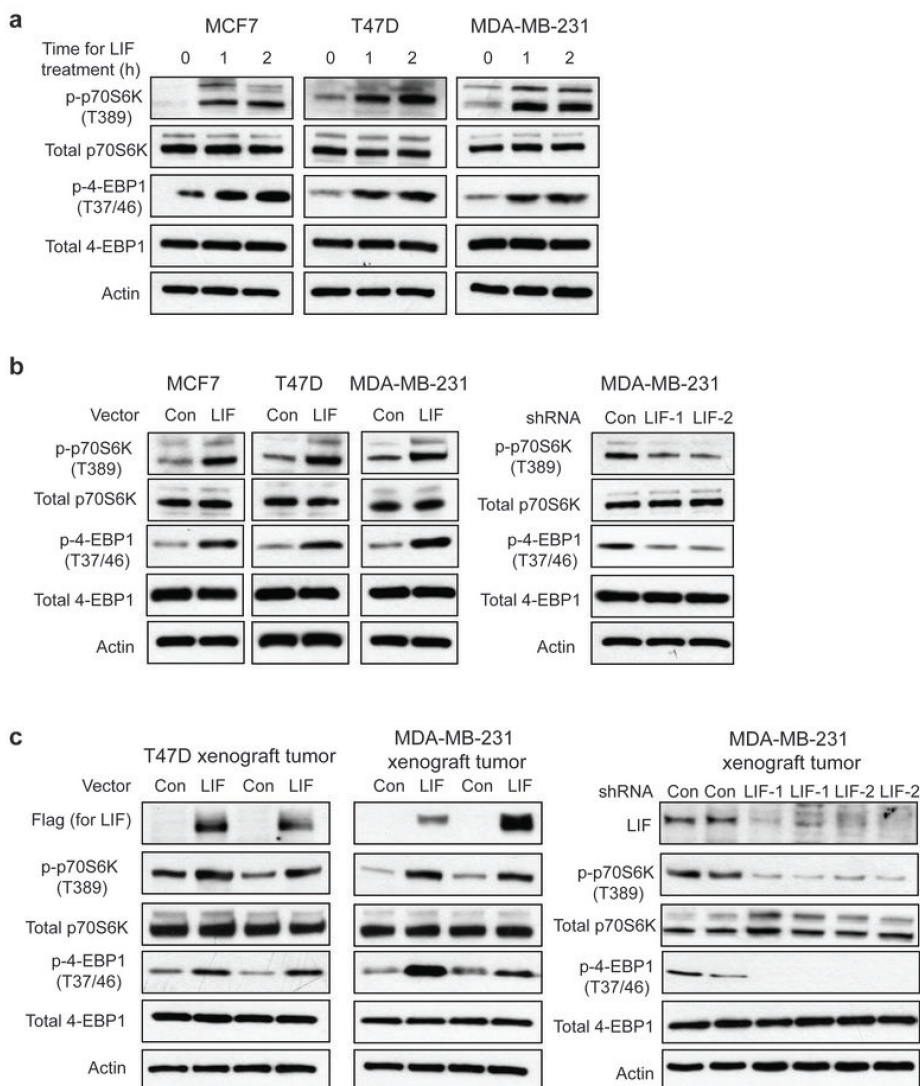 a
MCF7 T47D MDA-MB-231
Time for LIF
treatment (h)
0 1 2 0 1 2 0 1 2
p-p70S6K
(T389)
Total p70S6K
p-4-EBP1
(T37/46)
Total 4-EBP1
Actin
b
MCF7 T47D MDA-MB-231
Vector Con LIF Con LIF Con LIF
p-p70S6K
(T389)
Total p70S6K
p-4-EBP1
(T37/46)
Total 4-EBP1
Actin
MDA-MB-231
shRNA Con LIF-1 LIF-2
p-p70S6K
(T389)
Total p70S6K
p-4-EBP1
(T37/46)
Total 4-EBP1
Actin
c
T47D xenograft tumor
Vector Con LIF Con LIF
Flag (for LIF)
p-p70S6K
(T389)
Total p70S6K
p-4-EBP1
(T37/46)
Total 4-EBP1
Actin
MDA-MB-231
xenograft tumor
Con LIF Con LIF
MDA-MB-231
xenograft tumor
shRNA Con Con LIF-1 LIF-1 LIF-2 LIF-2
LIF
p-p70S6K
(T389)
Total p70S6K
p-4-EBP1
(T37/46)
Total 4-EBP1
Actin